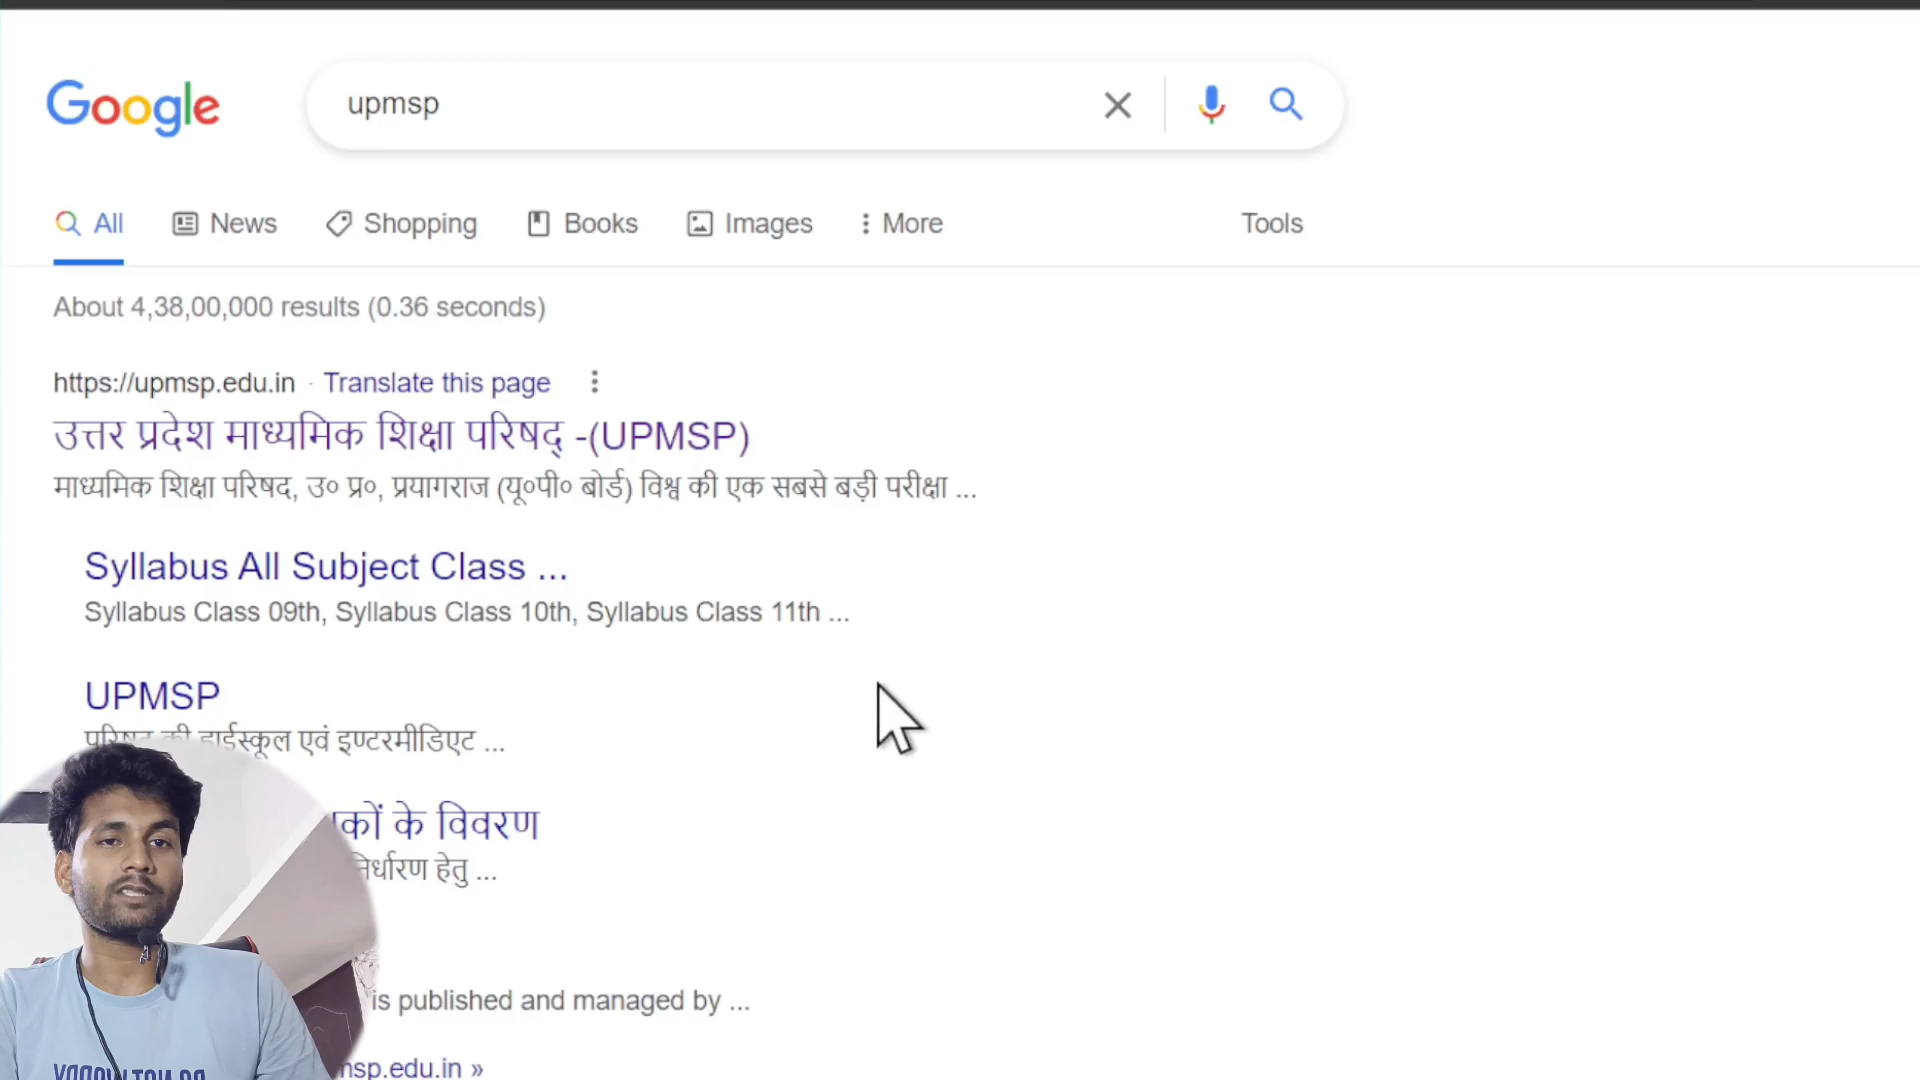 Google
upmsp
All News Shopping Books Images More Tools
About 4,38,00,000 results (0.36 seconds)
https://upmsp.edu.in · Translate this page
उत्तर प्रदेश माध्यमिक शिक्षा परिषद् -(UPMSP)
माध्यमिक शिक्षा परिषद, उ० प्र०, प्रयागराज (यू०पी० बोर्ड) विश्व की एक सबसे बड़ी परीक्षा ...
Syllabus All Subject Class ...
Syllabus Class 09th, Syllabus Class 10th, Syllabus Class 11th ...
UPMSP
परिषद की हाईस्कूल एवं इण्टरमीडिएट ...
के विवरण
हेतु ...
is published and managed by ...
msp.edu.in »